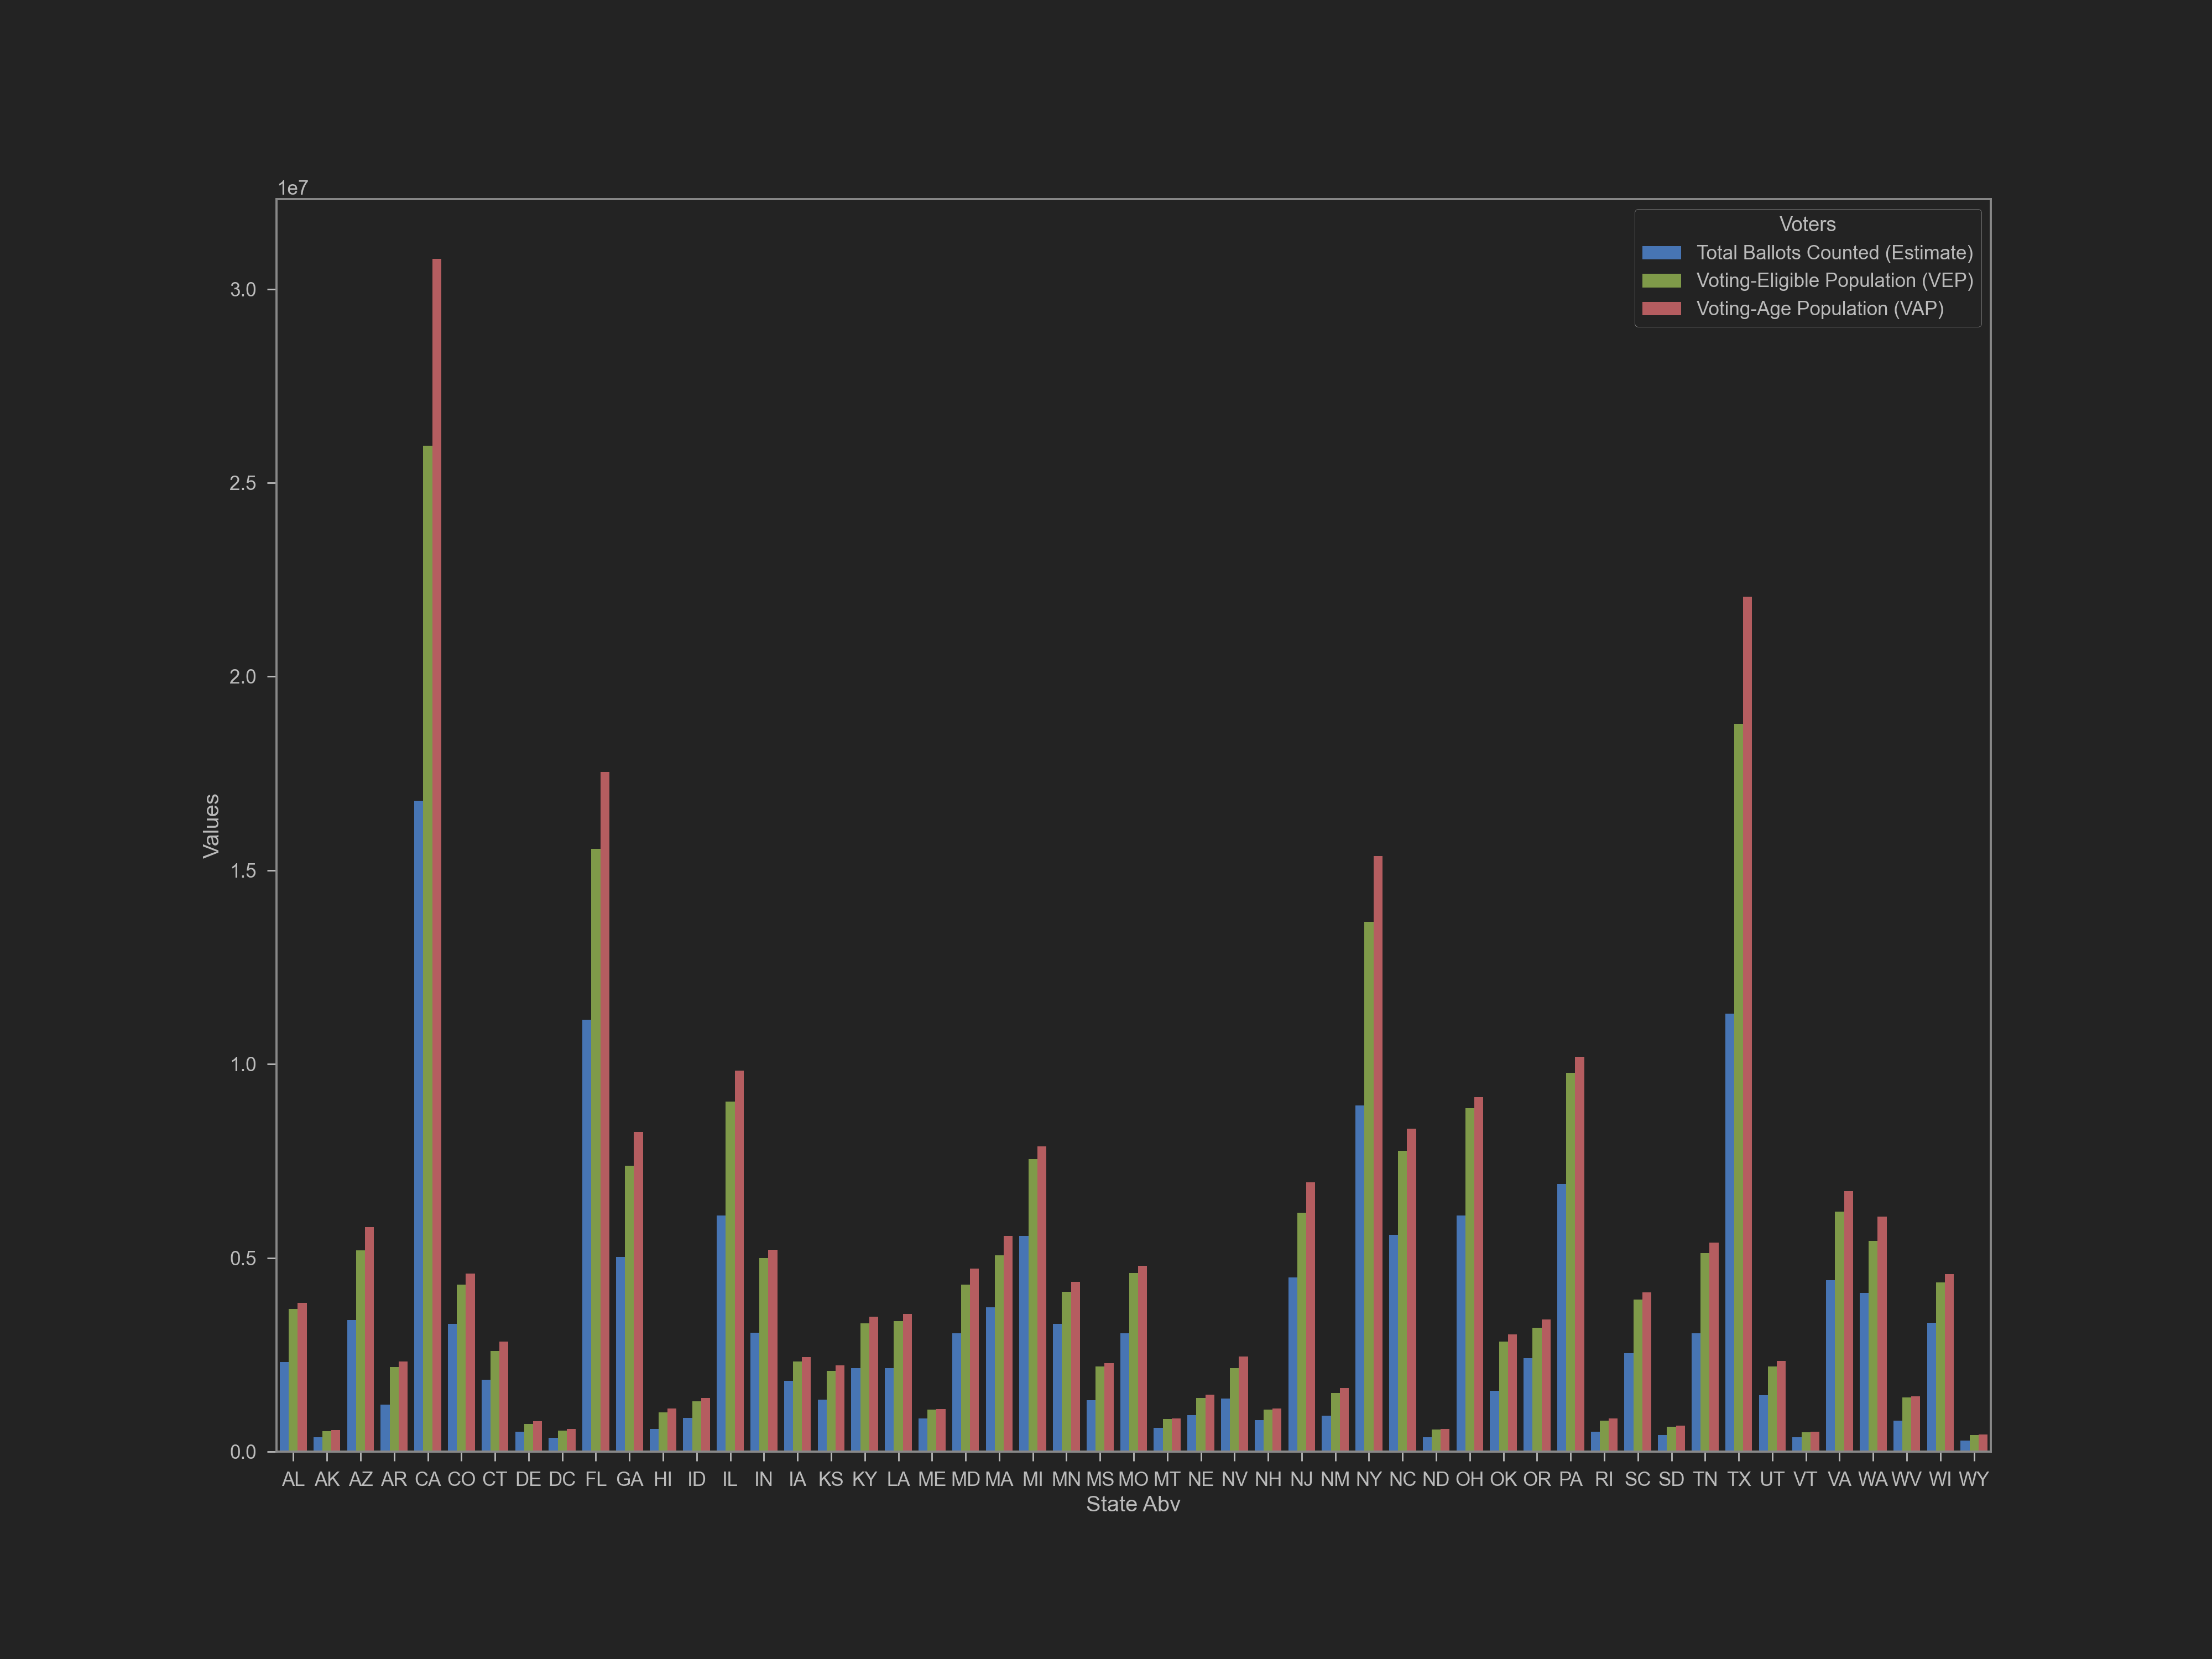 1e7
Voters
Total Ballots Counted (Estimate)
Voting-Eligible Population (VEP)
Voting-Age Population (VAP)
3.0
2.5
2.0
1.5
1.0
0.5
0.0
Values
AL AK AZ AR CA CO CT DE DC FL GA HI ID IL IN IA KS KY LA ME MD MA MI MN MS MO MT NE NV NH NJ NM NY NC ND OH OK OR PA RI SC SD TN TX UT VT VA WA WV WI WY
State Abv